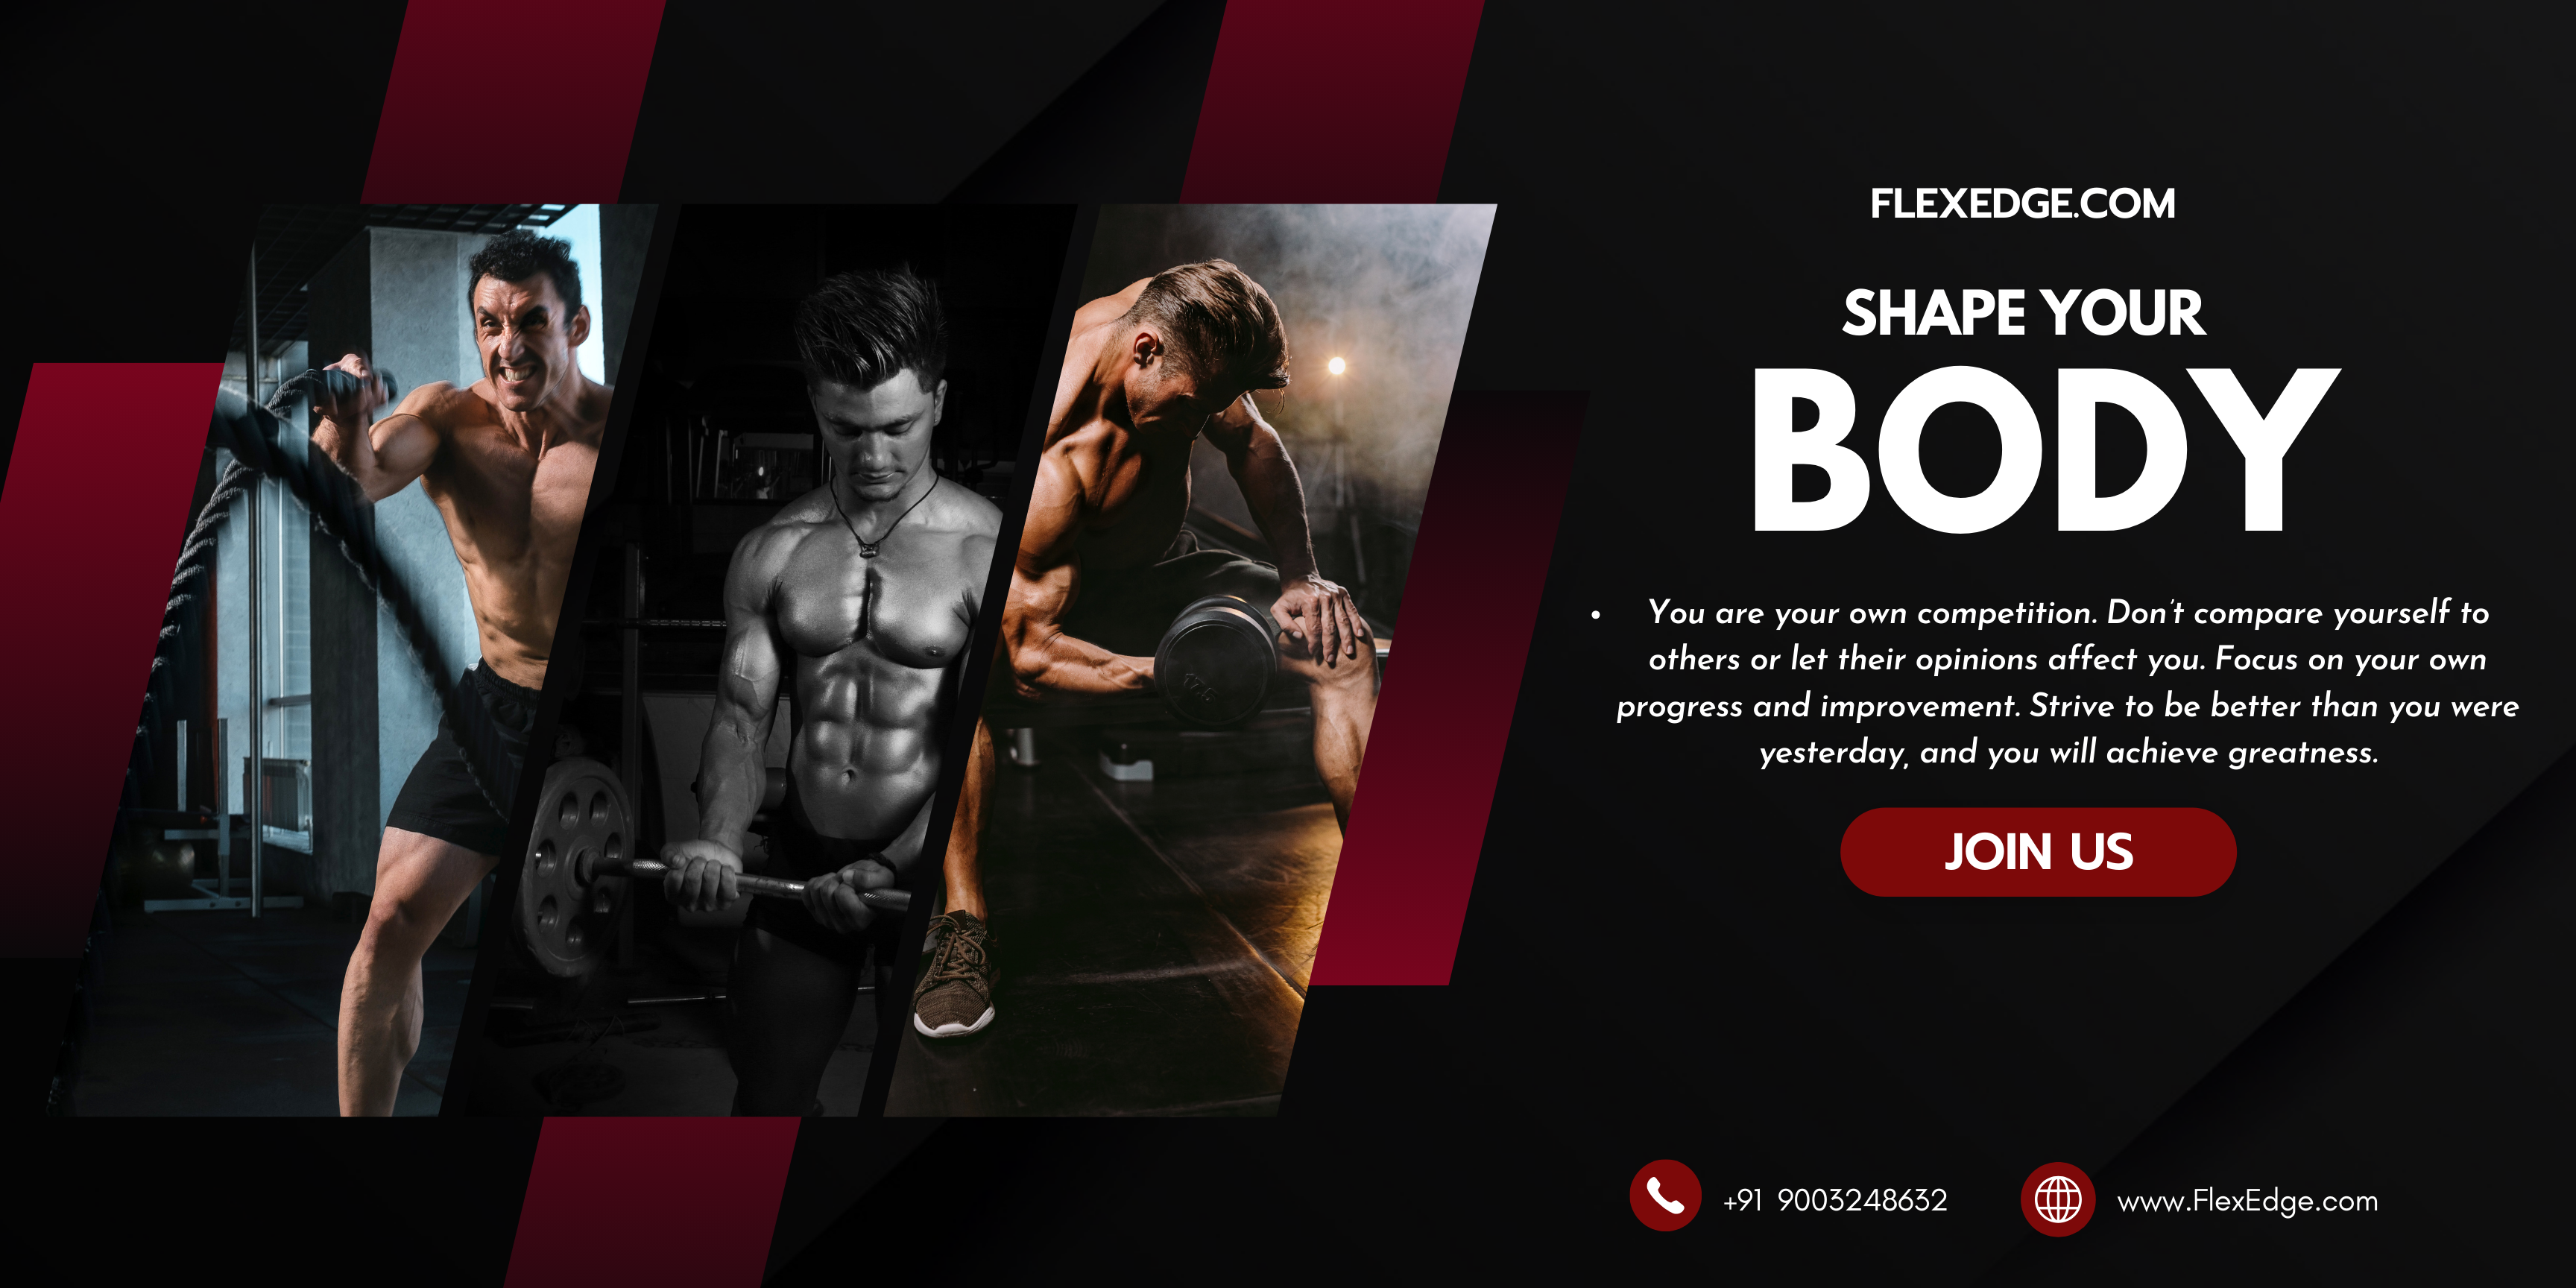 FLEXEDGE.COM
SHAPE YOUR
BODY
• You are your own competition. Don't compare yourself to
others or let their opinions affect you. Focus on your own
progress and improvement. Strive to be better than you were
yesterday, and you will achieve greatness.
JOIN US
+91 9003248632
www.FlexEdge.com
17.5